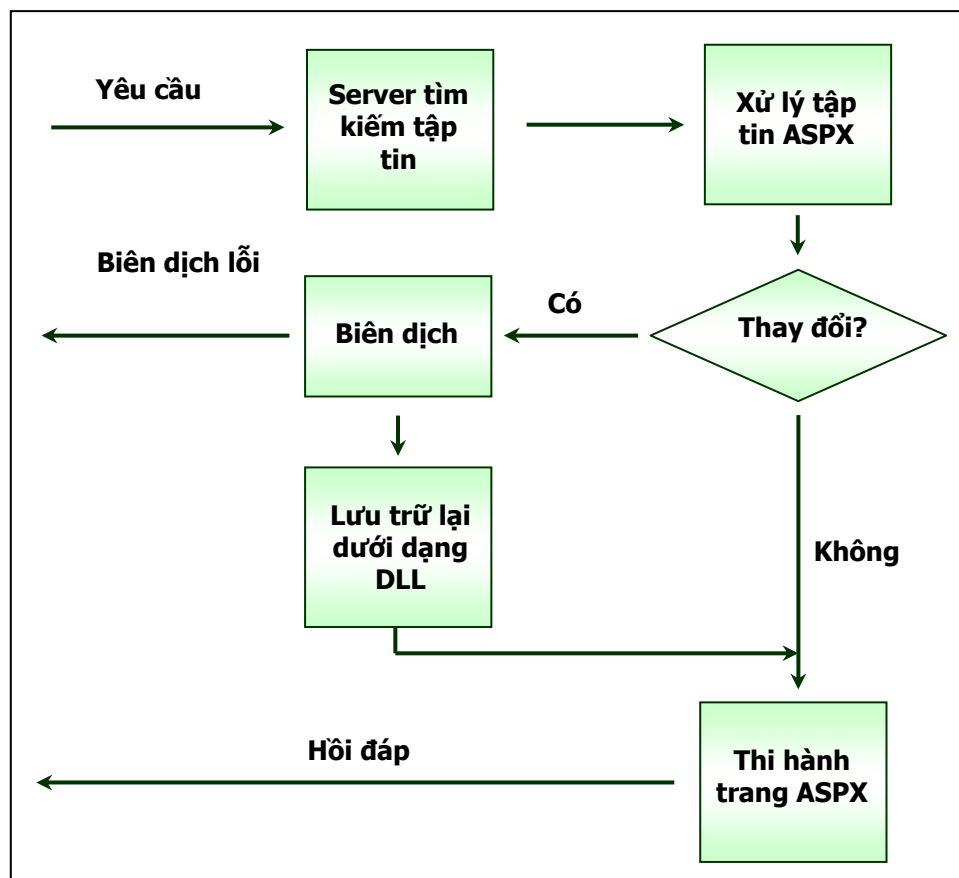 Yêu cầu
Server tìm
kiếm tập
tin
Xử lý tập
tin ASPX
Biên dịch lỗi
Biên dịch
Có
Thay đổi?
Lưu trữ lại
dưới dạng
DLL
Không
Hồi đáp
Thi hành
trang ASPX